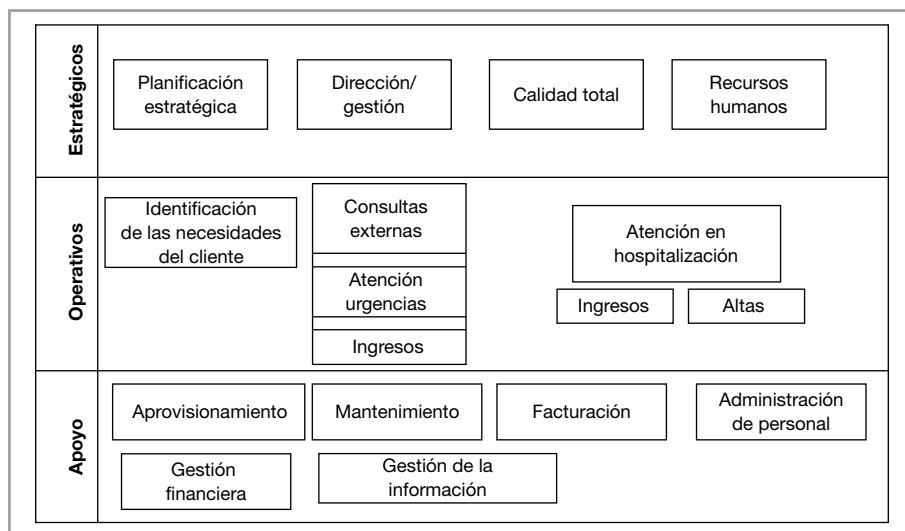 Estratégicos
Planificación
estratégica
Dirección/
gestión
Calidad total
Recursos
humanos
Operativos
Identificación
de las necesidades
del cliente
Consultas
externas
Atención
urgencias
Ingresos
Atención en
hospitalización
Ingresos
Altas
Apoyo
Aprovisionamiento
Mantenimiento
Facturación
Administración
de personal
Gestión
financiera
Gestión de la
información